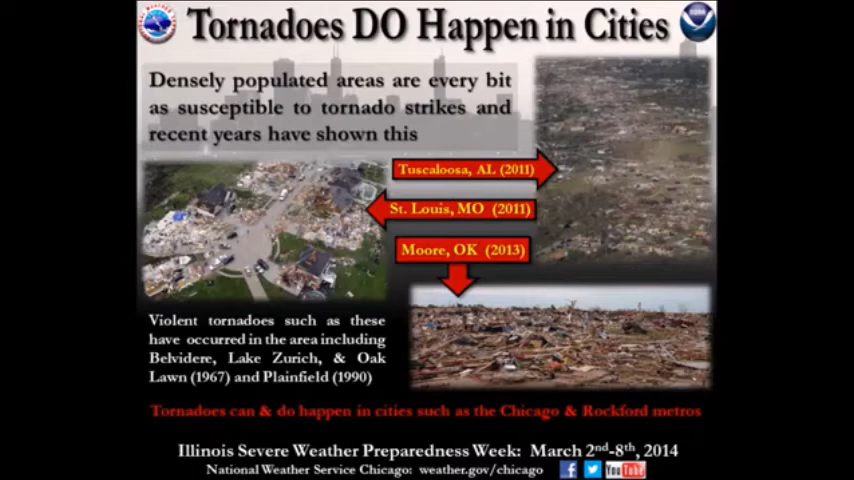 Tornadoes DO Happen in Cities
Densely populated areas are every bit
as susceptible to tornado strikes and
recent years have shown this
Tuscaloosa, AL (2011)
St. Louis, MO (2011)
Moore, OK (2013)
Violent tornadoes such as these
have occurred in the area including
Belvidere, Lake Zurich, & Oak
Lawn (1967) and Plainfield (1990)
Tornadoes can & do happen in cities such as the Chicago & Rockford metros
Illinois Severe Weather Preparedness Week: March 2nd-8th, 2014
National Weather Service Chicago: weather.gov/chicago
You Tube